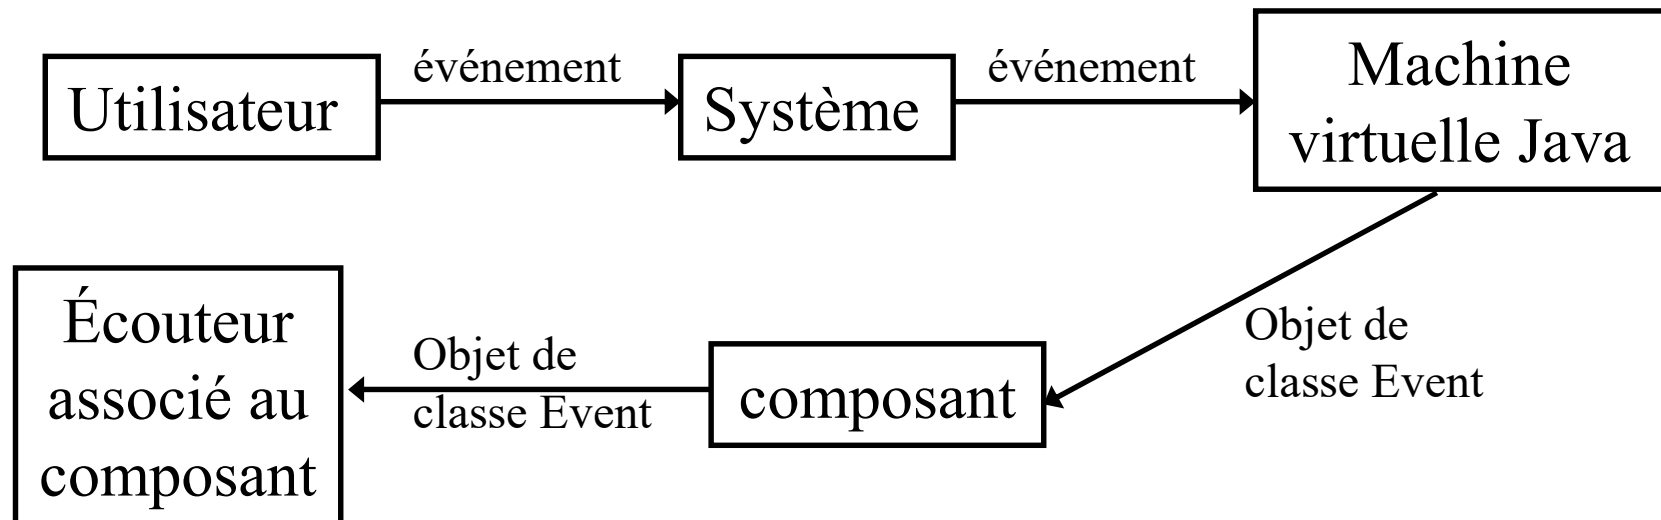 Utilisateur
événement
Système
événement
Machine
virtuelle Java
Objet de
classe Event
composant
Objet de
classe Event
Écouteur
associé au
composant